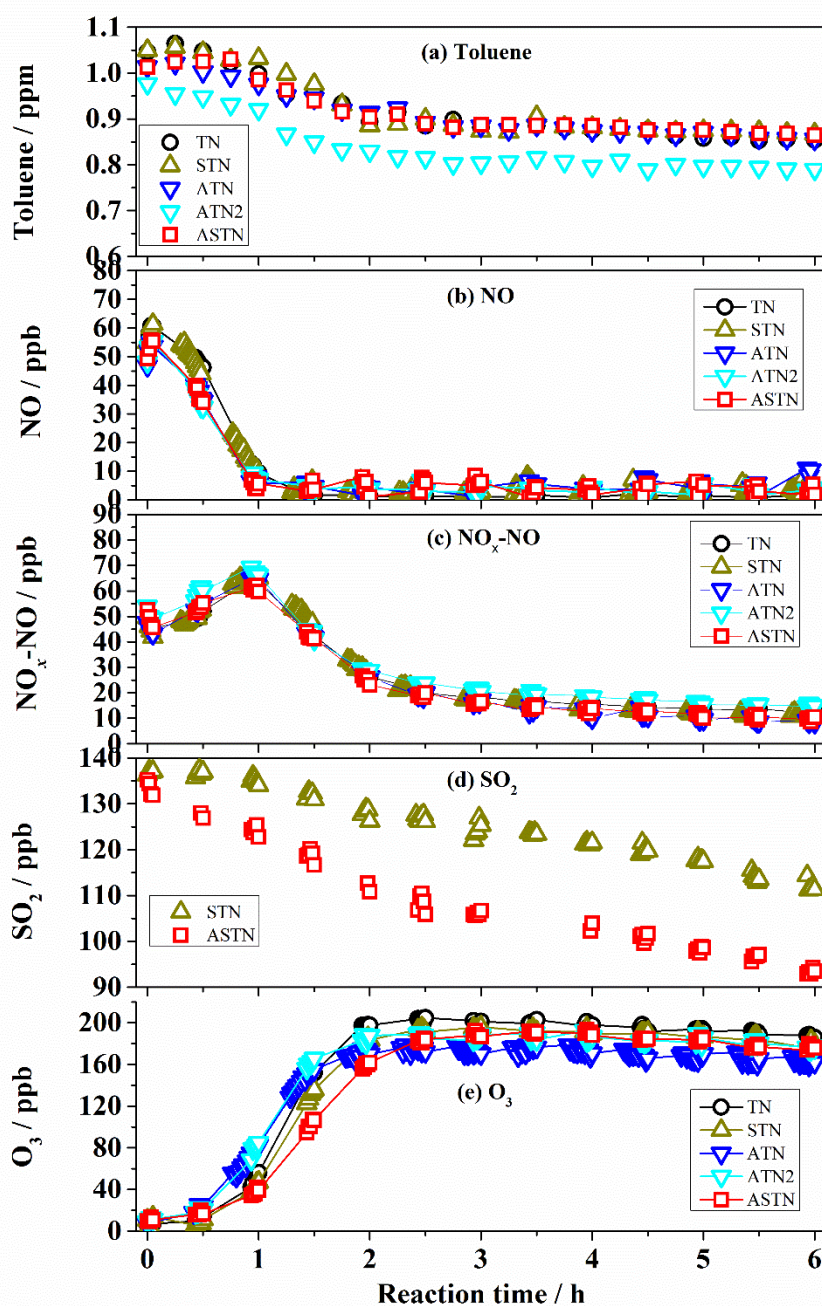 Toluene / ppm
1.1
1.0
0.9
0.8
0.7
0.6
(a) Toluene
TN
STN
ATN
ATN2
ASTN
NO / ppb
80
70
60
50
40
30
20
10
0
(b) NO
TN
STN
ATN
ATN2
ASTN
NOx-NO / ppb
90
80
70
60
50
40
30
20
10
0
(c) NOx-NO
TN
STN
ATN
ATN2
ASTN
SO2 / ppb
140
130
120
110
100
90
(d) SO2
STN
ASTN
O3 / ppb
200
160
120
80
40
0
(e) O3
TN
STN
ATN
ATN2
ASTN
0 1 2 3 4 5 6
Reaction time / h